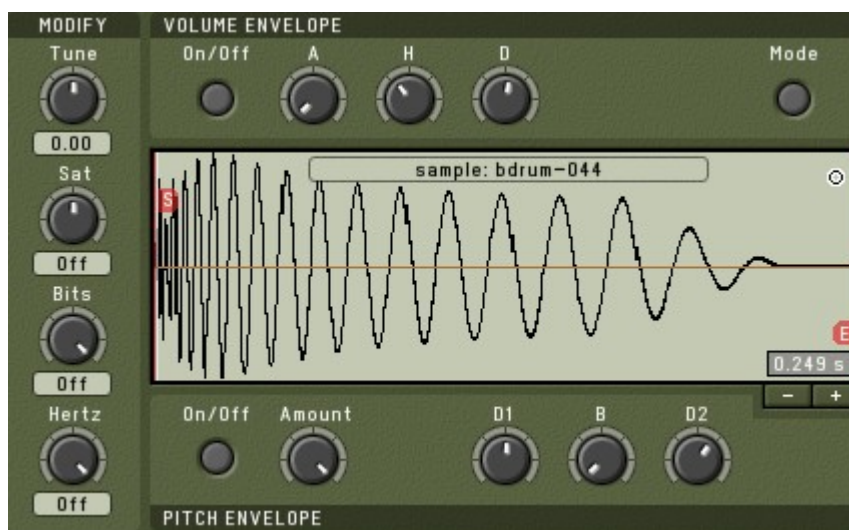 MODIFY VOLUME ENVELOPE
Tune On/Off A H D Mode
0.00
sample: bdrum-044
Sat
S
Off
Bits
E
0.249 s
Off
- +
Hertz On/Off Amount D1 B D2
Off
PITCH ENVELOPE